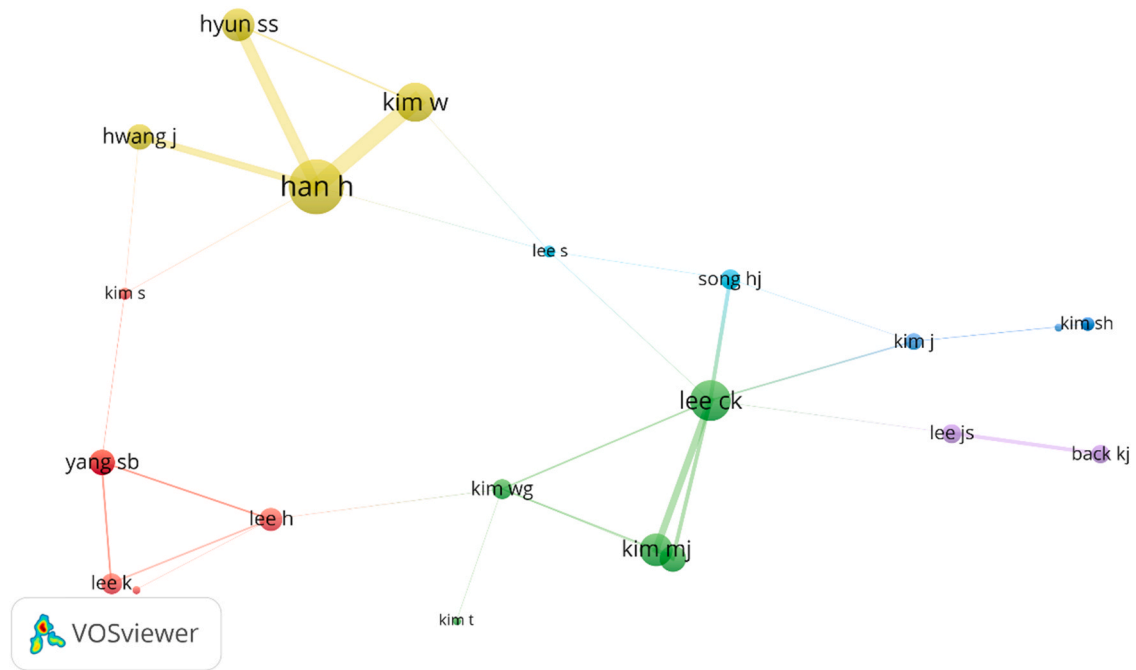 hyun ss
kim w
hwang j
han h
lee s
song hj
kim s
kim sh
kim j
lee ck
lee js
back kj
yang sb
kim wg
lee h
kim mj
lee k
kim t
VOSviewer